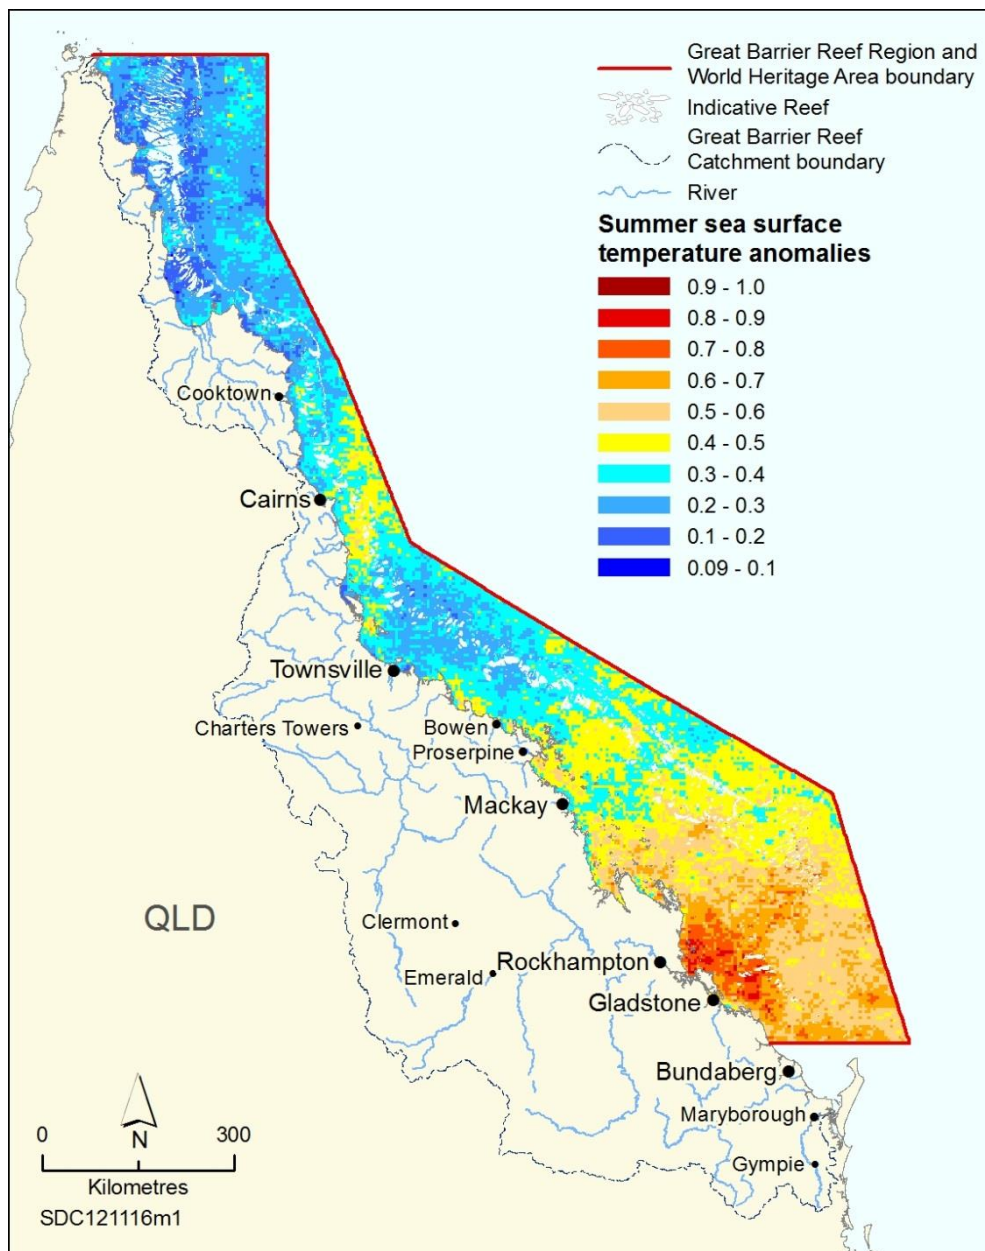 Great Barrier Reef Region and
World Heritage Area boundary
Indicative Reef
Great Barrier Reef
Catchment boundary
River
Summer sea surface
temperature anomalies
0.9 - 1.0
0.8 - 0.9
0.7 - 0.8
0.6 - 0.7
0.5 - 0.6
0.4 - 0.5
0.3 - 0.4
0.2 - 0.3
0.1 - 0.2
0.09 - 0.1
Cooktown
Cairns
Townsville
Charters Towers
Bowen
Proserpine
Mackay
QLD
Clermont
Rockhampton
Emerald
Gladstone
Bundaberg
Maryborough
Gympie
N
0 300
Kilometres
SDC121116m1